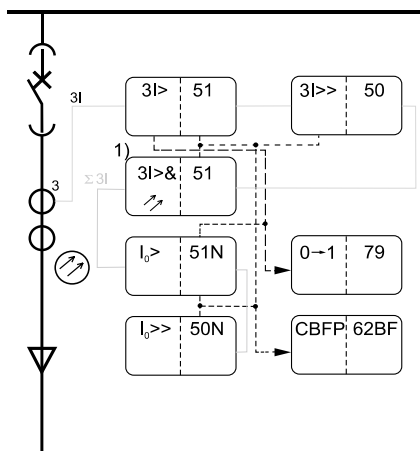 3I> 51
3I>> 50
3I
1)
3I>& 51
3
Σ3I
I₀> 51N
0→1 79
I₀>> 50N
CBFP 62BF